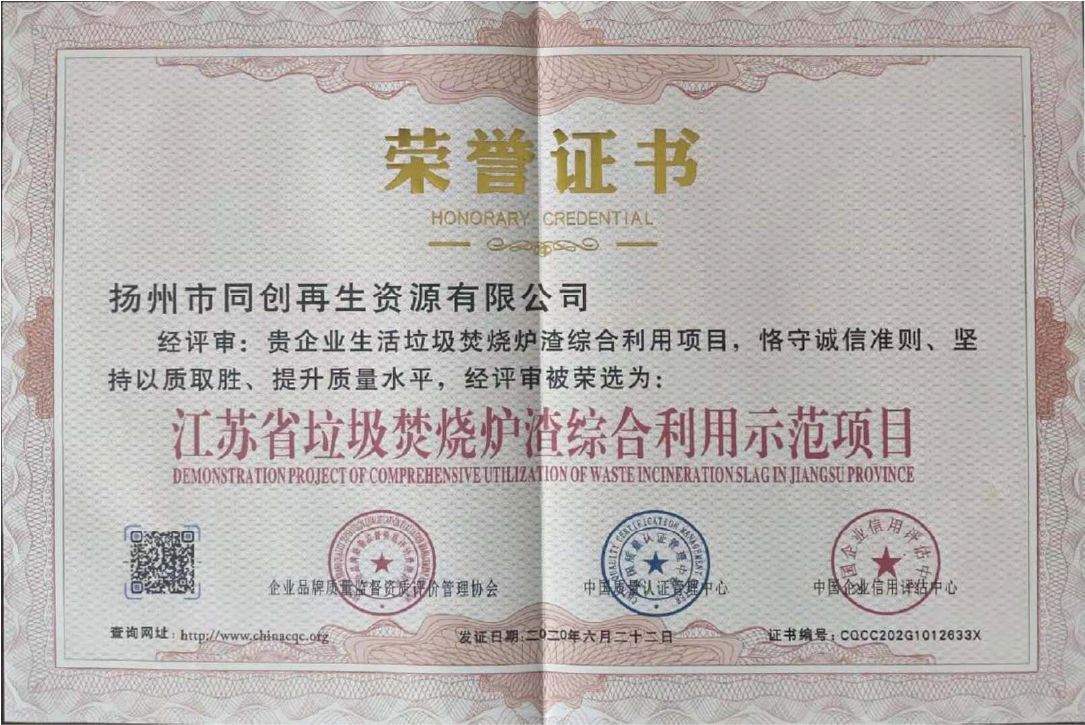 荣誉证书
HONORARY CREDENTIAL
扬州市同创再生资源有限公司
经评审：贵企业生活垃圾焚烧炉渣综合利用项目，恪守诚信准则、坚
持以质取胜、提升质量水平，经评审被荣选为：
江苏省垃圾焚烧炉渣综合利用示范项目
DEMONSTRATION PROJECT OF COMPREHENSIVE UTILIZATION OF WASTE INCINERATION SLAG IN JIANGSU PROVINCE
企业品牌质量监督资质评价管理协会
中国质量认证管理中心
中国企业信用评估中心
查询网址：http://www.chinacqc.org
发证日期:二〇二〇年六月二十二日
证书编号：CQCC202G1012633X